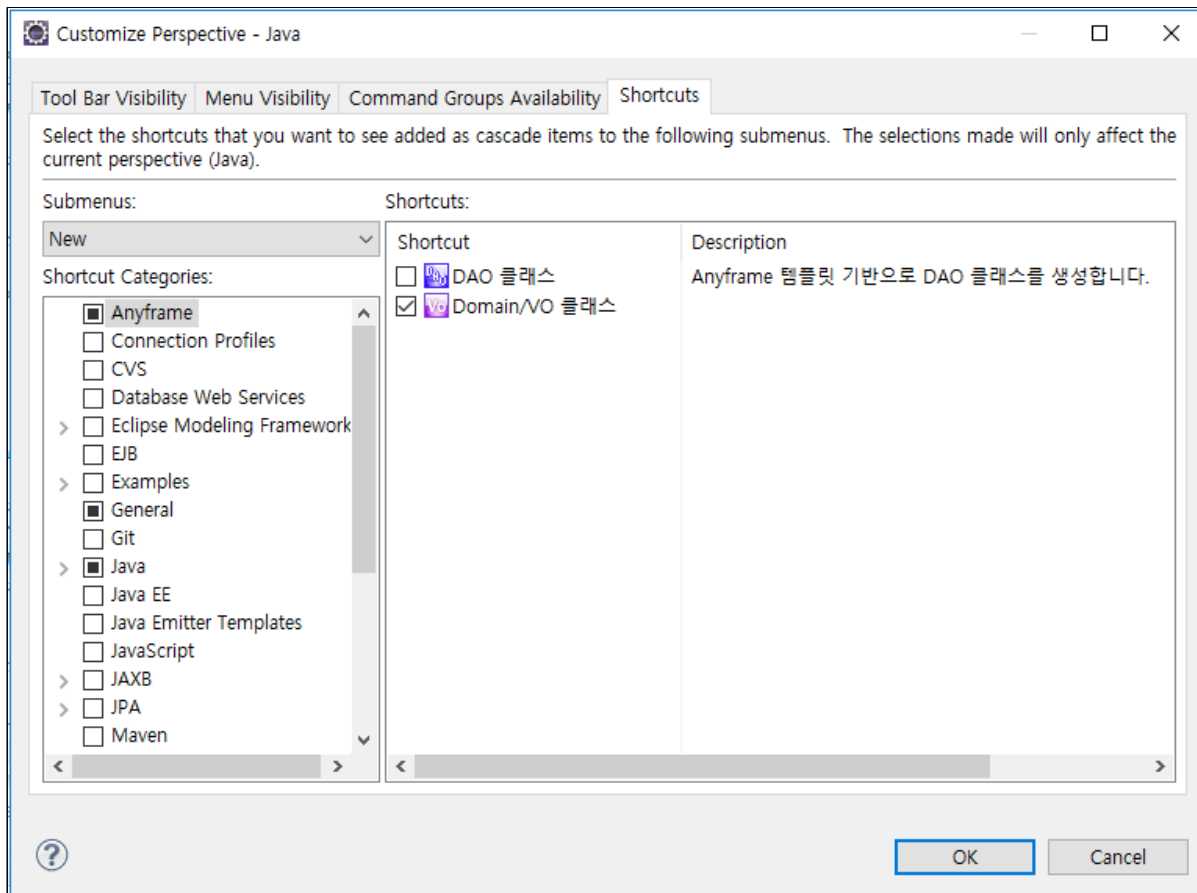 Customize Perspective - Java
Tool Bar Visibility
Menu Visibility
Command Groups Availability
Shortcuts
Select the shortcuts that you want to see added as cascade items to the following submenus. The selections made will only affect the
current perspective (Java).
Submenus:
New
Shortcut Categories:
Anyframe
Connection Profiles
CVS
Database Web Services
Eclipse Modeling Framework
EJB
Examples
General
Git
Java
Java EE
Java Emitter Templates
JavaScript
JAXB
JPA
Maven
Shortcuts:
Shortcut
Description
DAO 클래스
Anyframe 템플릿 기반으로 DAO 클래스를 생성합니다.
Vo
Domain/VO 클래스
OK
Cancel